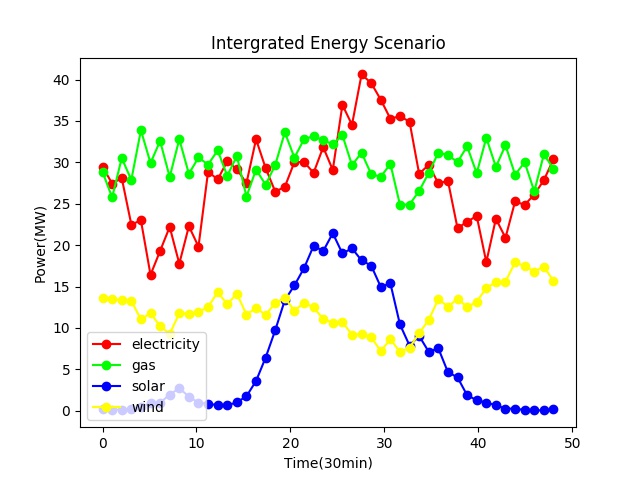 Intergrated Energy Scenario
Power(MW)
40
35
30
25
20
15
10
5
0
electricity
gas
solar
wind
0 10 20 30 40 50
Time(30min)